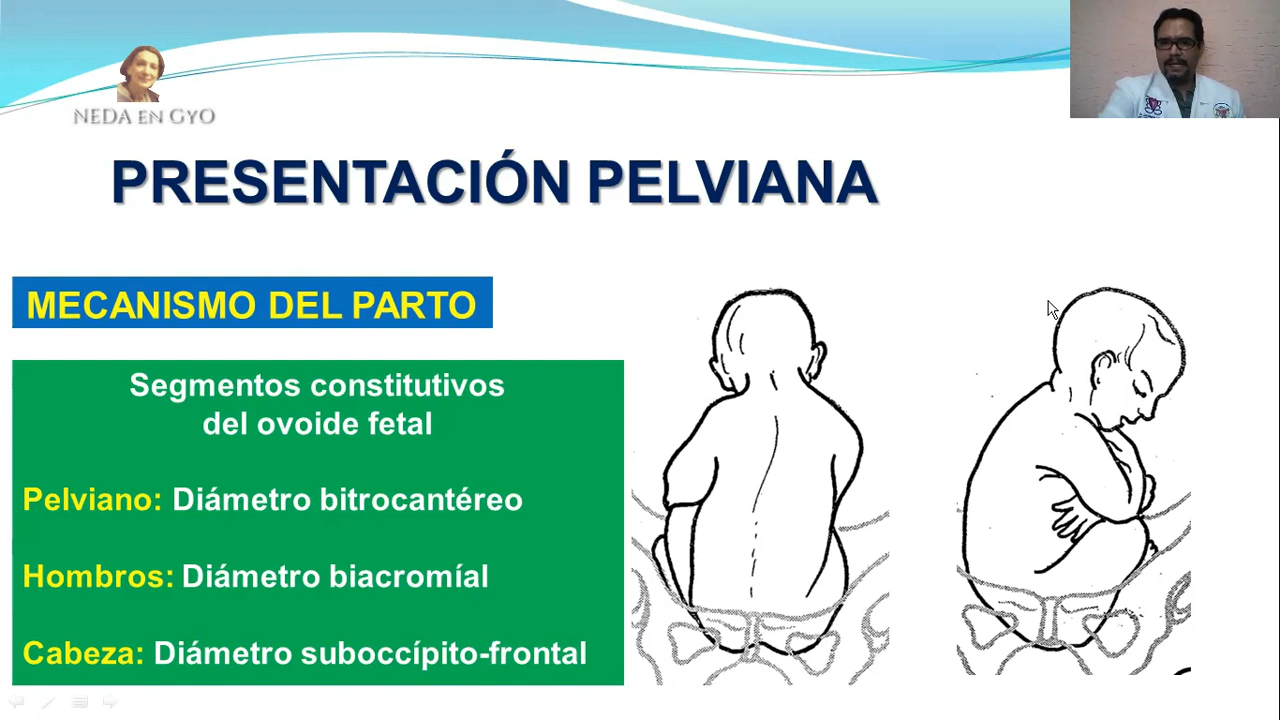 NEDA EN GYO
PRESENTACIÓN PELVIANA
MECANISMO DEL PARTO
Segmentos constitutivos
del ovoide fetal
Pelviano: Diámetro bitrocantéreo
Hombros: Diámetro biacromíal
Cabeza: Diámetro suboccípito-frontal